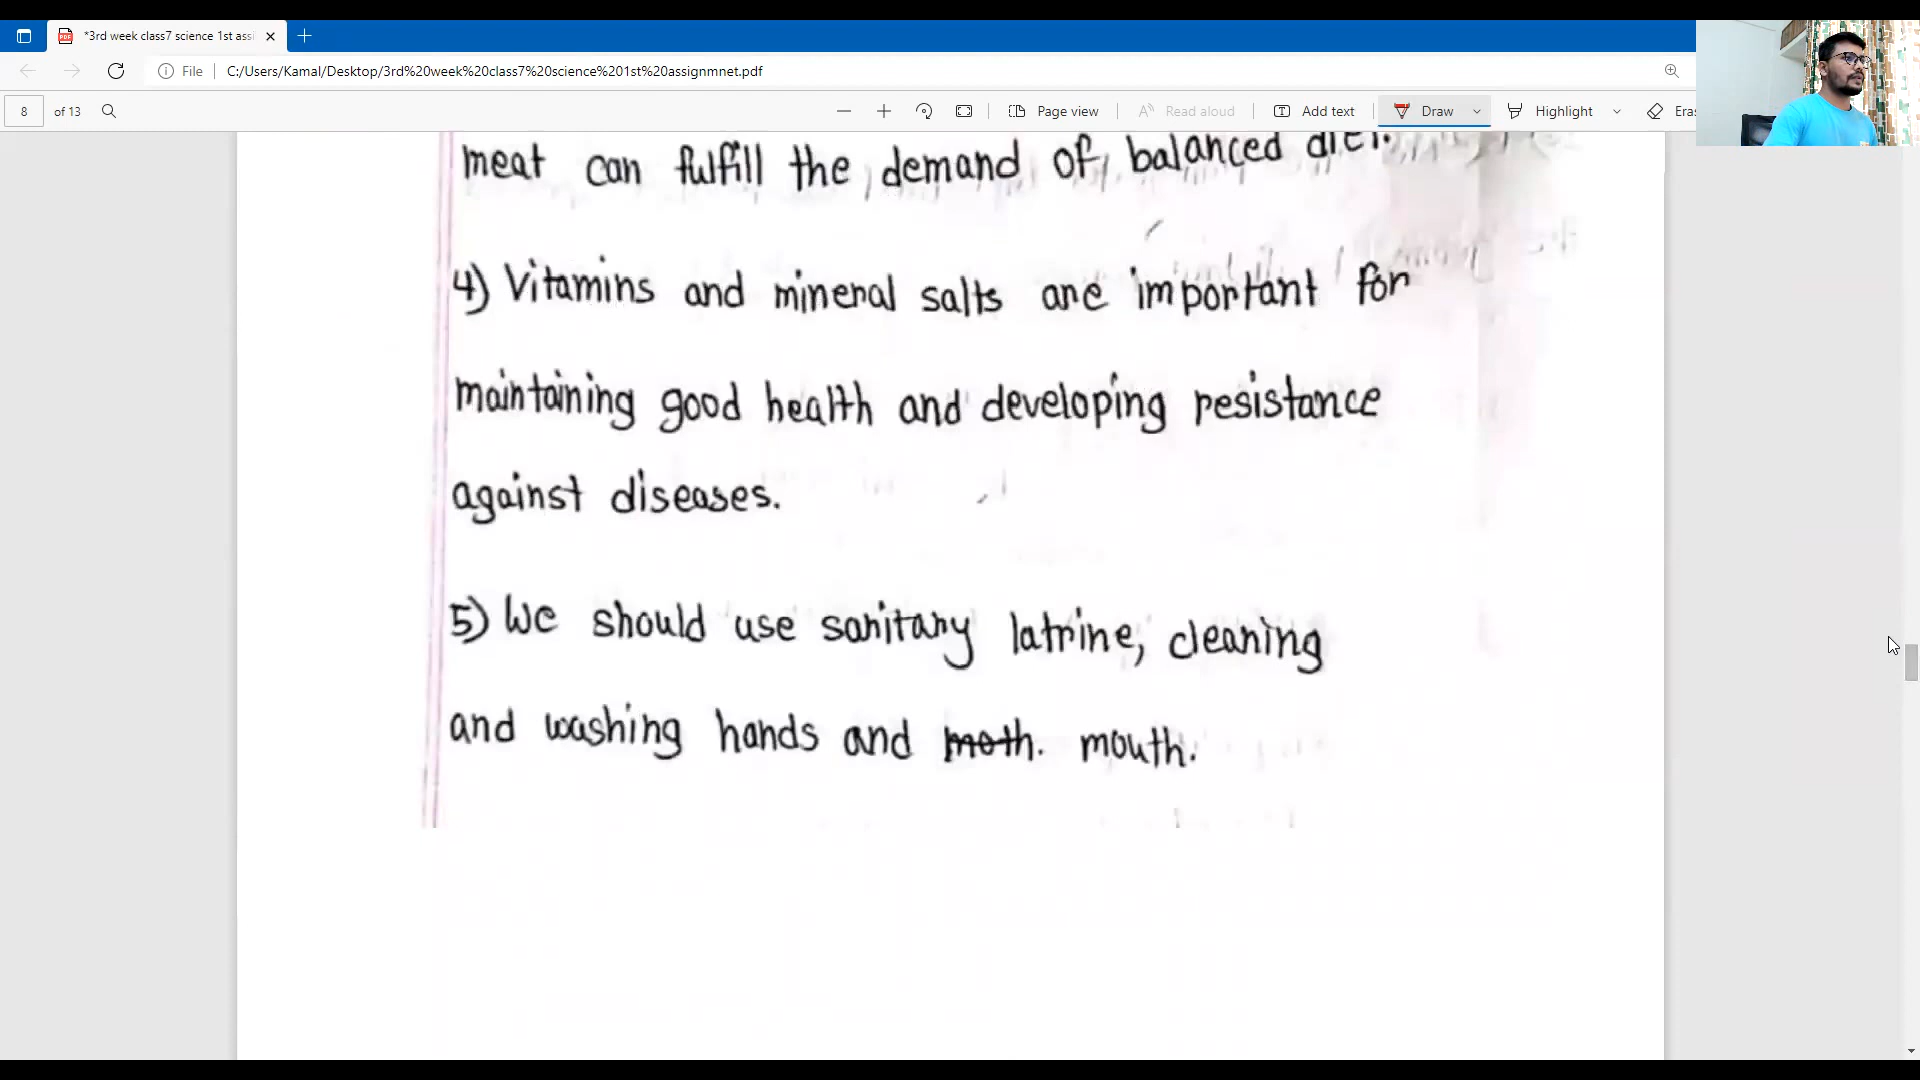 *3rd week class7 science 1st assi
File
C:/Users/Kamal/Desktop/3rd%20week%20class7%20science%201st%20assignmnet.pdf
8 of 13
Page view
Read aloud
Add text
Draw
Highlight
Eras
meat can fulfill the demand of balanced diet.
4) Vitamins and mineral salts are important for
maintaining good health and developing resistance
against diseases.
5) We should use sanitary latrine, cleaning
and washing hands and moth. mouth.